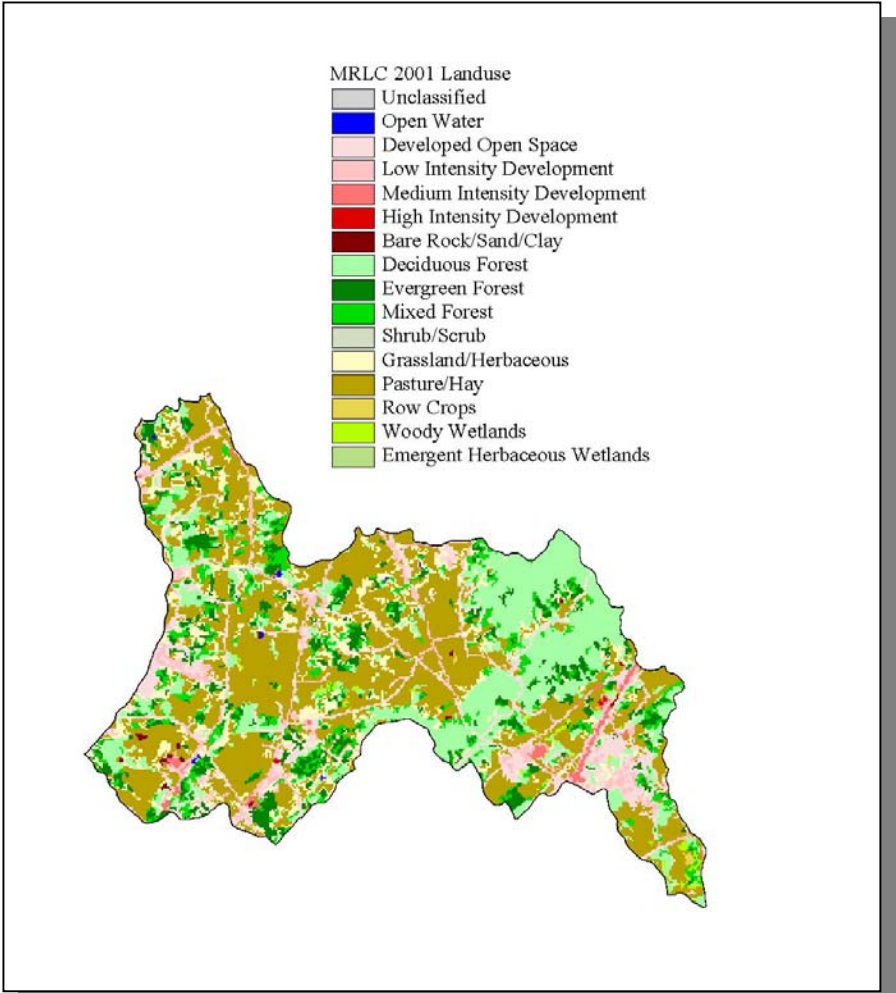 MRLC 2001 Landuse
Unclassified
Open Water
Developed Open Space
Low Intensity Development
Medium Intensity Development
High Intensity Development
Bare Rock/Sand/Clay
Deciduous Forest
Evergreen Forest
Mixed Forest
Shrub/Scrub
Grassland/Herbaceous
Pasture/Hay
Row Crops
Woody Wetlands
Emergent Herbaceous Wetlands